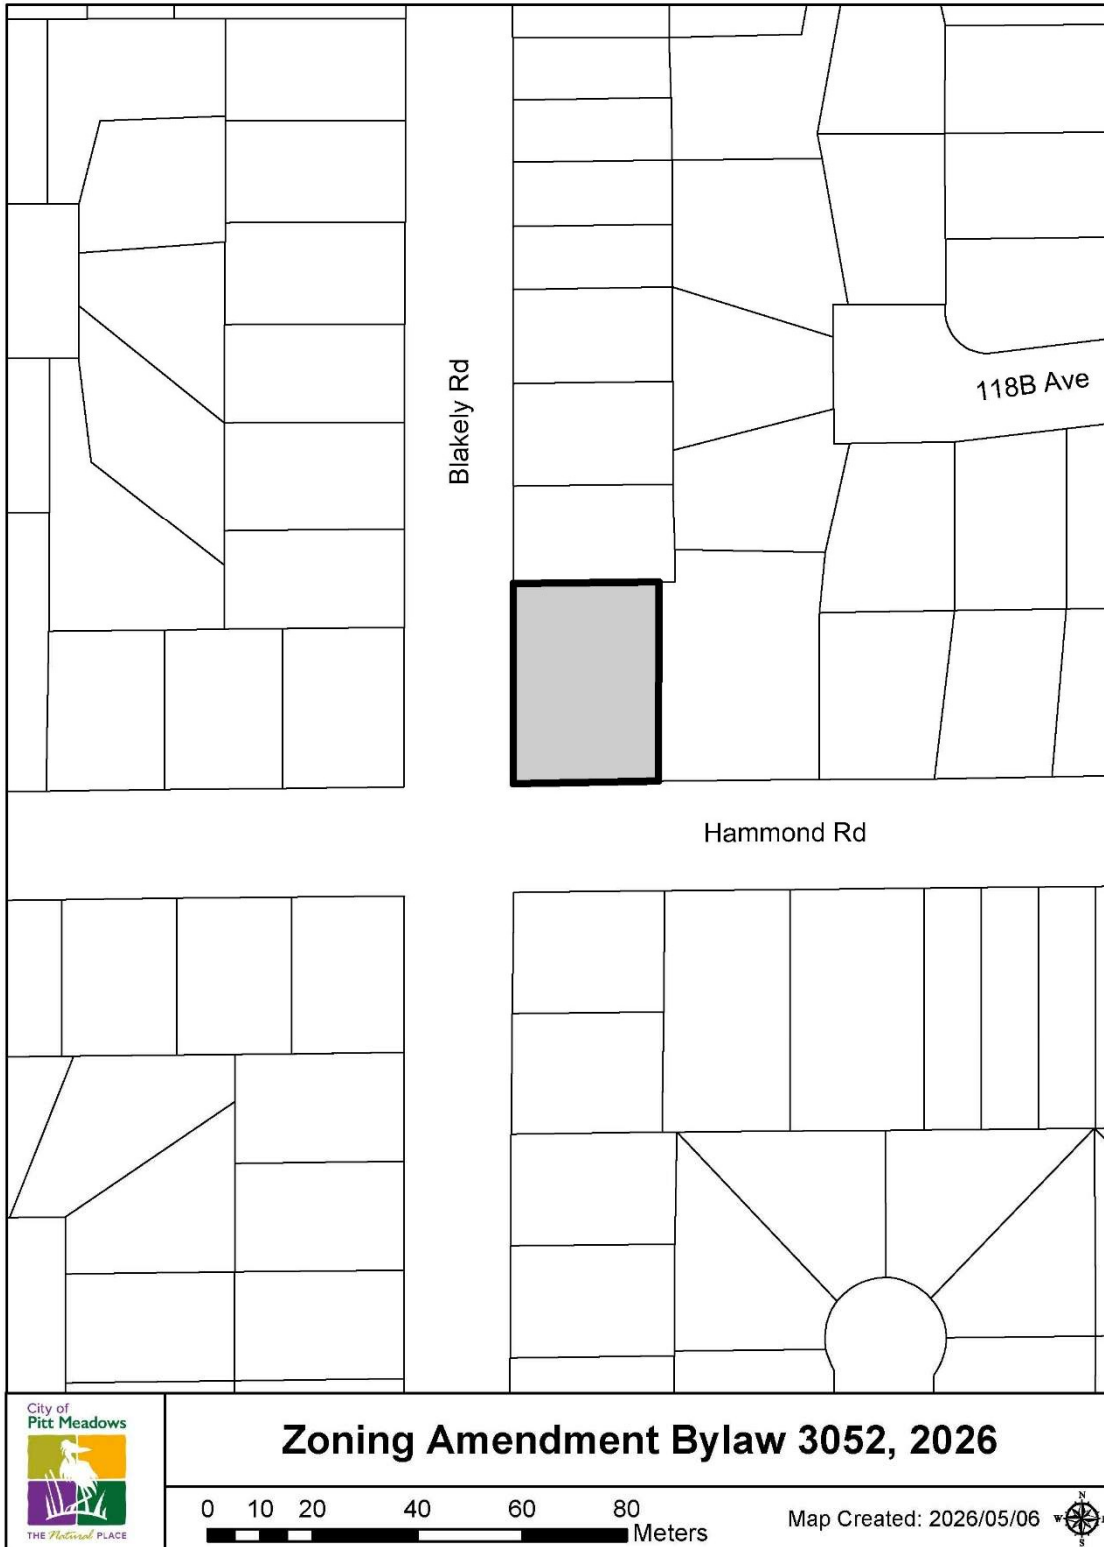 118B Ave
Blakely Rd
Hammond Rd
City of
Pitt Meadows
THE Natural PLACE
Zoning Amendment Bylaw 3052, 2026
0 10 20 40 60 80
Meters
Map Created: 2026/05/06
N
W
S